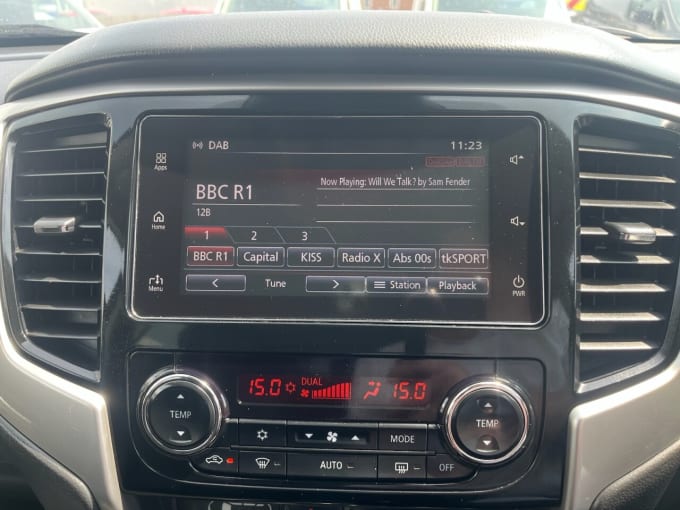 DAB
11:23
Apps
BBC R1
Now Playing: Will We Talk? by Sam Fender
12B
Home
1 2 3
BBC R1 Capital KISS Radio X Abs 00s tkSPORT
Menu
< Tune > Station Playback
PWR
15.0 DUAL 15.0
TEMP
TEMP
MODE
AUTO
OFF